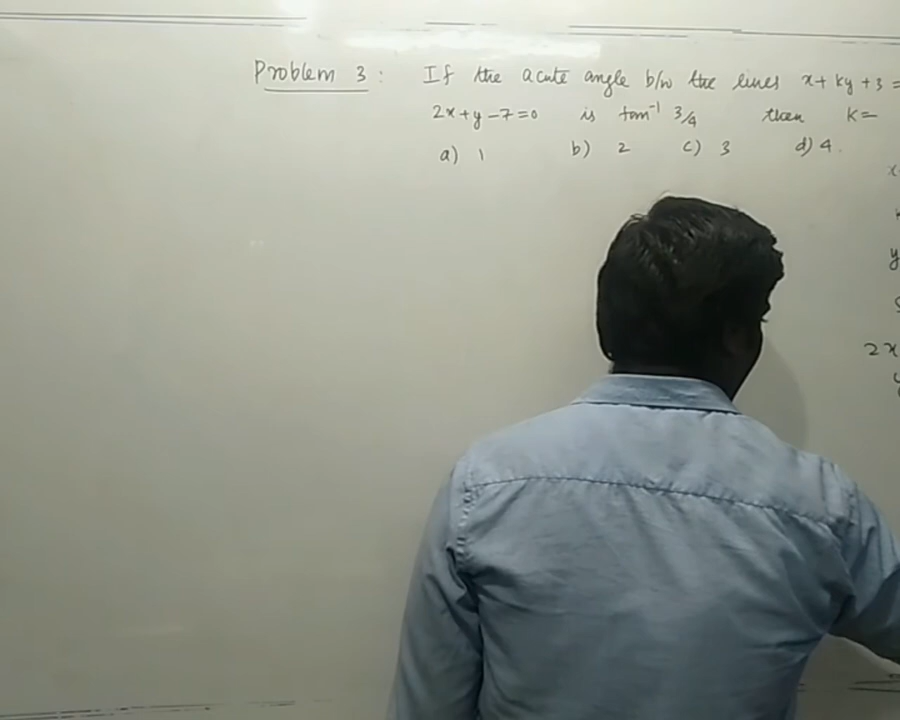 Problem 3 : If the acute angle b/w the lines x + ky + 3 =
2x + y - 7 = 0 is tan⁻¹ 3/4 then k =
a) 1 b) 2 c) 3 d) 4.
x
y
2x